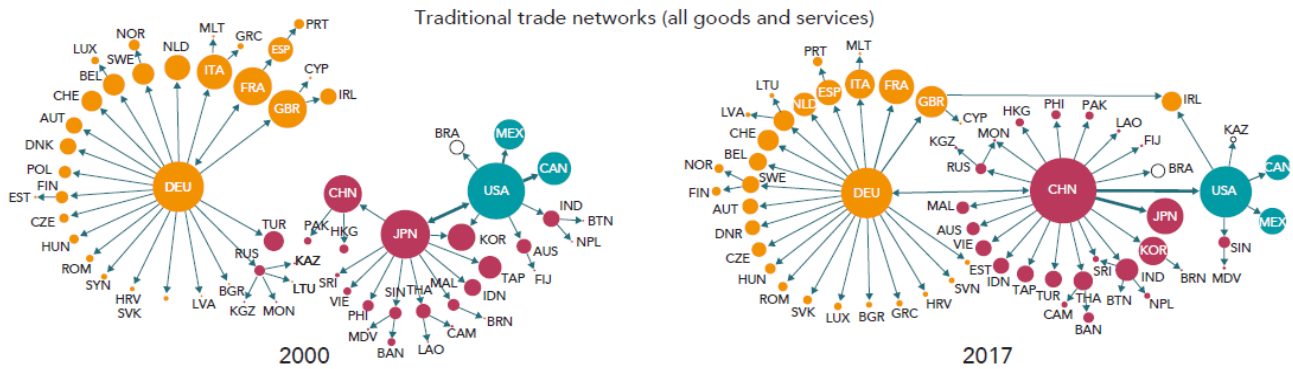 Traditional trade networks (all goods and services)
NOR
LUX
SWE
BEL
NLD
MLT
ITA
GRC
ESP
PRT
FRA
CYP
GBR
IRL
CHE
AUT
DNK
POL
FIN
EST
CZE
HUN
ROM
SYN
HRV
SVK
LVA
BGR
DEU
TUR
RUS
KAZ
LTU
KGZ
MON
BRA
MEX
CAN
USA
CHN
PAK
HKG
JPN
KOR
IND
BTN
NPL
AUS
FIJ
TAP
IDN
BRN
MAL
CAM
THA
LAO
SIN
BAN
MDV
PHI
VIE
SRI
2000
PRT
MLT
LTU
ESP
ITA
FRA
GBR
NLD
CYP
LVA
CHE
BEL
NOR
SWE
FIN
AUT
DNR
CZE
HUN
ROM
SVK
LUX
BGR
GRC
HRV
SVN
DEU
IRL
HKG
PHI
PAK
LAO
FIJ
MON
KGZ
RUS
BRA
CHN
KAZ
CAN
USA
MEX
SIN
MDV
JPN
KOR
BRN
MAL
AUS
VIE
EST
IDN
TAP
TUR
CAM
THA
BAN
SRI
IND
BTN
NPL
2017